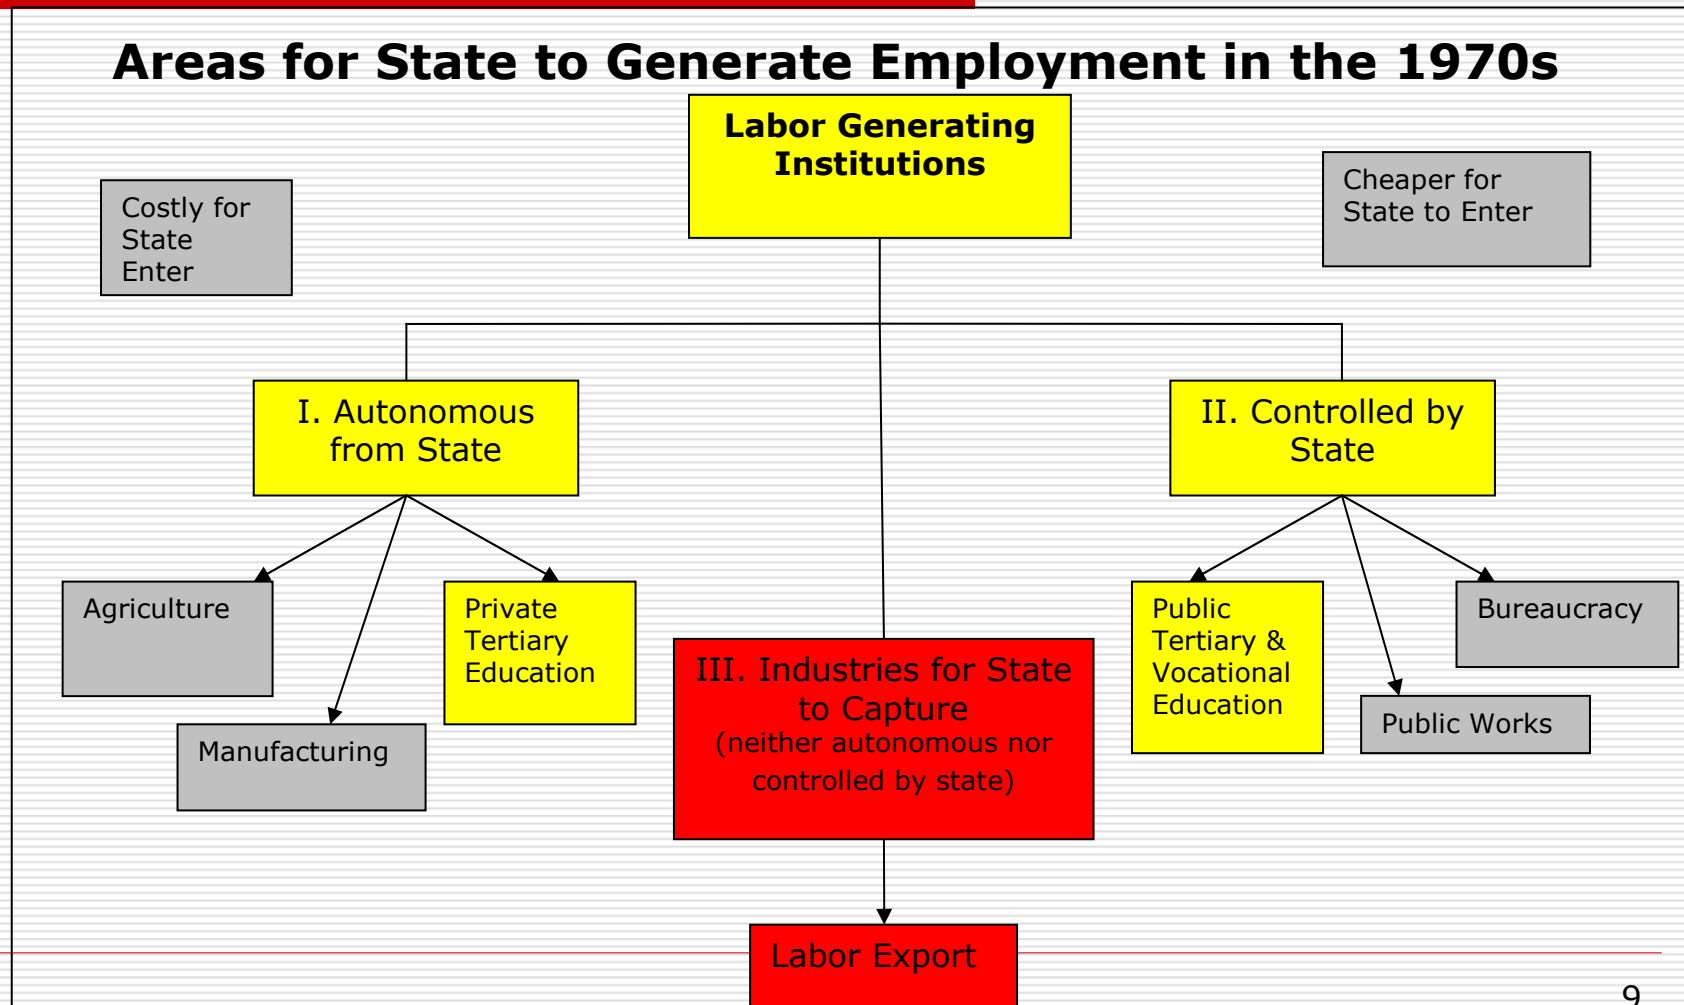 Areas for State to Generate Employment in the 1970s
Labor Generating
Institutions
Costly for
State
Enter
Cheaper for
State to Enter
I. Autonomous
from State
II. Controlled by
State
Agriculture
Manufacturing
Private
Tertiary
Education
III. Industries for State
to Capture
(neither autonomous nor
controlled by state)
Public
Tertiary &
Vocational
Education
Public Works
Bureaucracy
Labor Export
9